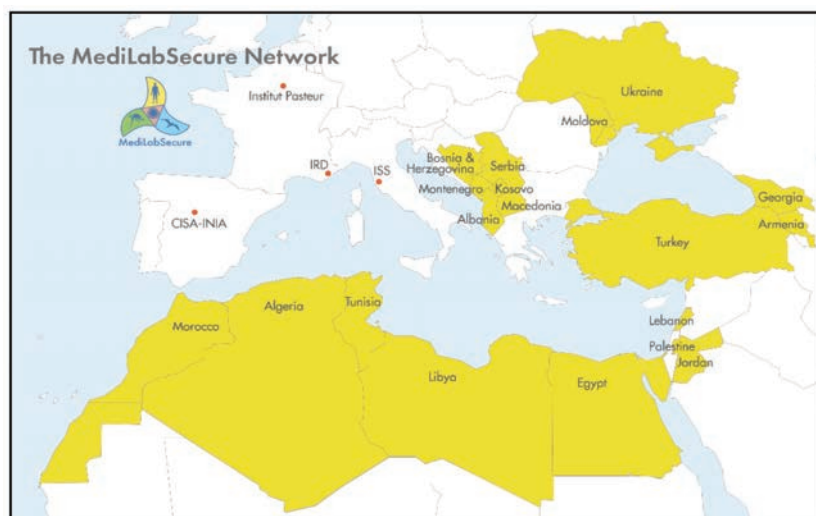 The MediLabSecure Network
Institut Pasteur
MediLabSecure
Ukraine
Moldova
IRD
ISS
Bosnia &
Herzegovina
Serbia
Montenegro
Kosovo
Macedonia
Albania
CISA-INIA
Georgia
Armenia
Turkey
Algeria
Tunisia
Morocco
Lebanon
Palestine
Jordan
Libya
Egypt